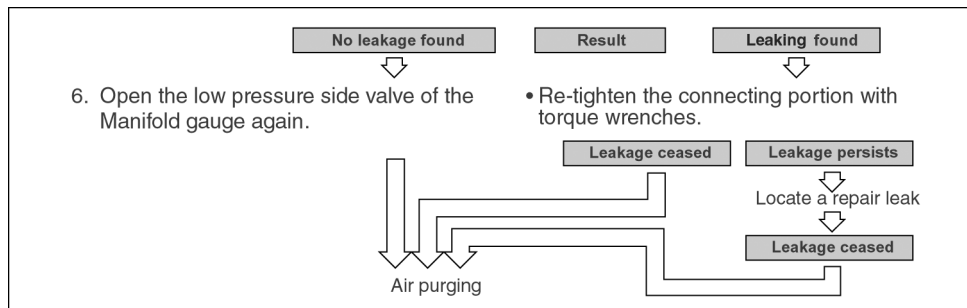 No leakage found
Result
Leaking found
6. Open the low pressure side valve of the
Manifold gauge again.
• Re-tighten the connecting portion with
torque wrenches.
Leakage ceased
Leakage persists
Locate a repair leak
Leakage ceased
Air purging